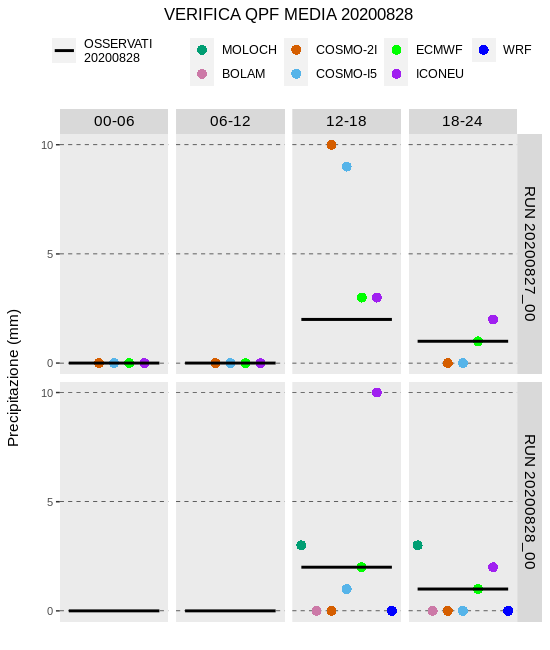 VERIFICA QPF MEDIA 20200828
OSSERVATI
20200828
MOLOCH
COSMO-2I
ECMWF
WRF
BOLAM
COSMO-I5
ICONEU
00-06
06-12
12-18
18-24
10
5
0
RUN 20200827_00
Precipitazione (mm)
10
5
0
RUN 20200828_00